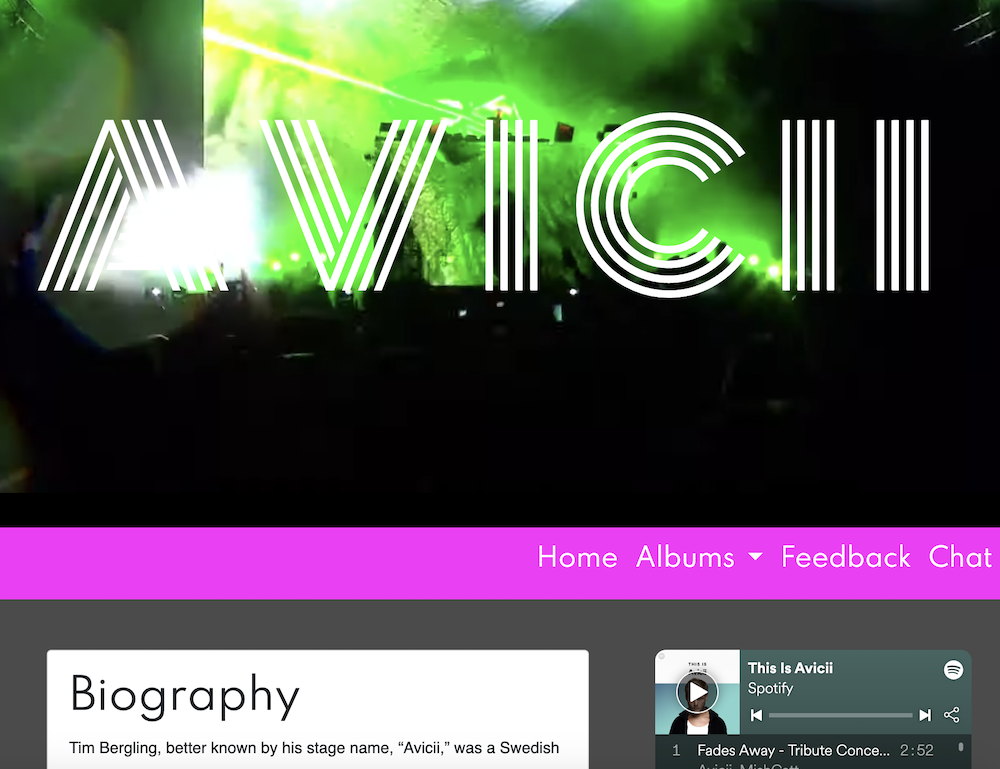 AVICII
Home Albums Feedback Chat
Biography
Tim Bergling, better known by his stage name, “Avicii,” was a Swedish
THIS IS
This Is Avicii
Spotify
1 Fades Away - Tribute Conce... 2:52